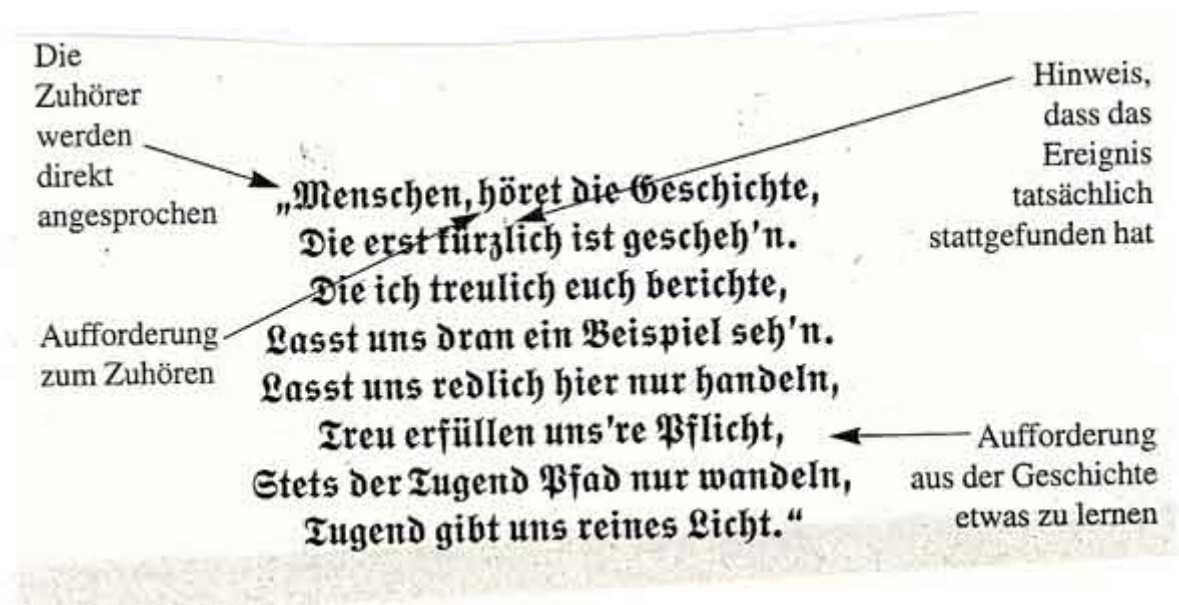 Die
Zuhörer
werden
direkt
angesprochen
Hinweis,
dass das
Ereignis
tatsächlich
stattgefunden hat
„Menschen, höret die Geschichte,
Die erst kürzlich ist gescheh'n.
Die ich treulich euch berichte,
Lasst uns dran ein Beispiel seh'n.
Lasst uns redlich hier nur handeln,
Treu erfüllen uns're Pflicht,
Stets der Tugend Pfad nur wandeln,
Tugend gibt uns reines Licht.“
Aufforderung
zum Zuhören
Aufforderung
aus der Geschichte
etwas zu lernen